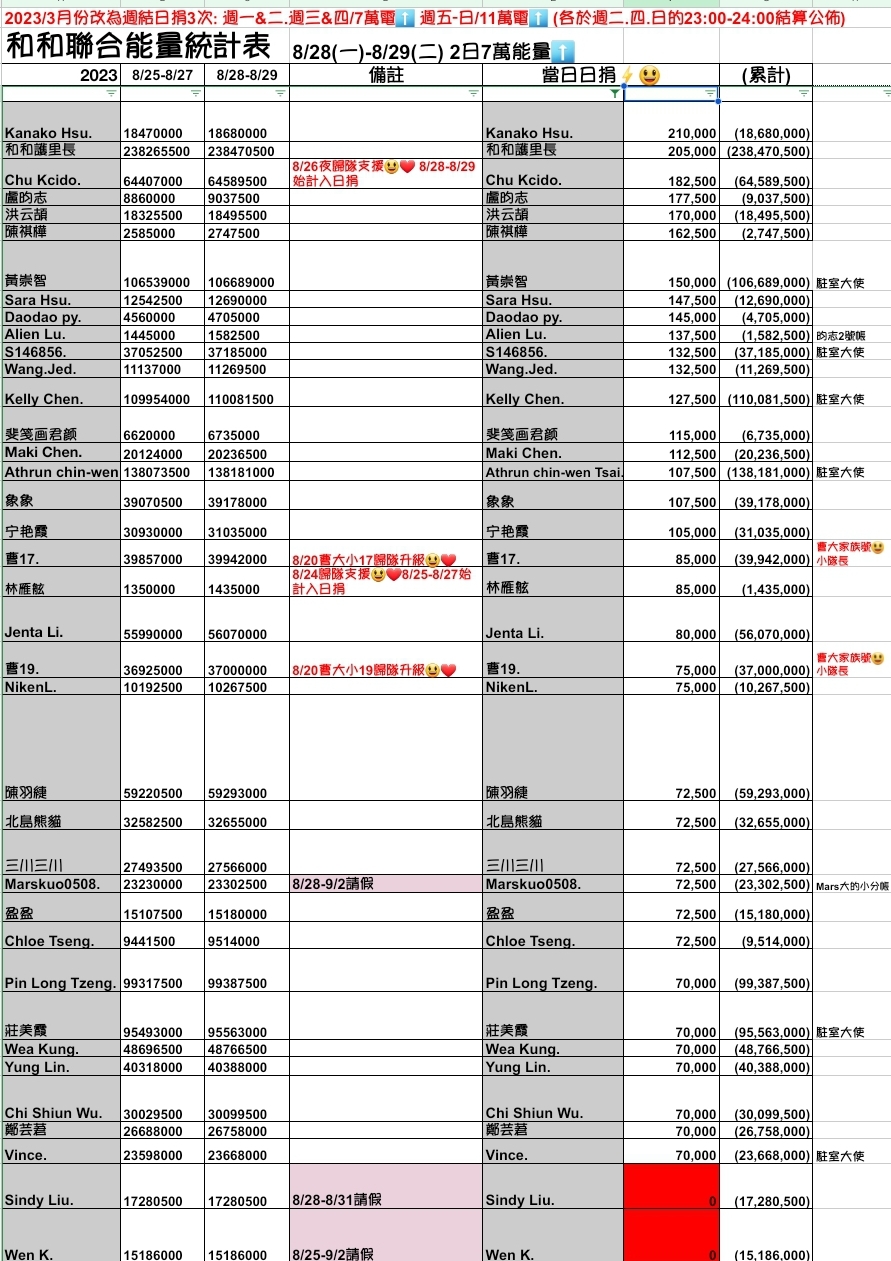 2023/3月份改為週結日捐3次: 週一&二.週三&四/7萬電⬆️ 週五-日/11萬電⬆️ (各於週二.四.日的23:00-24:00結算公佈)
和和聯合能量統計表 8/28(一)-8/29(二) 2日7萬能量⬆️
2023 8/25-8/27 8/28-8/29 備註 當日日捐⚡😃 (累計)
Kanako Hsu. 18470000 18680000 Kanako Hsu. 210,000 (18,680,000)
和和護里長 238265500 238470500 和和護里長 205,000 (238,470,500)
8/26夜歸隊支援😃❤️ 8/28-8/29
Chu Kcido. 64407000 64589500 始計入日捐 Chu Kcido. 182,500 (64,589,500)
盧昀志 8860000 9037500 盧昀志 177,500 (9,037,500)
洪云頡 18325500 18495500 洪云頡 170,000 (18,495,500)
陳祺樺 2585000 2747500 陳祺樺 162,500 (2,747,500)
黃崇智 106539000 106689000 黃崇智 150,000 (106,689,000) 駐室大使
Sara Hsu. 12542500 12690000 Sara Hsu. 147,500 (12,690,000)
Daodao py. 4560000 4705000 Daodao py. 145,000 (4,705,000)
Alien Lu. 1445000 1582500 Alien Lu. 137,500 (1,582,500) 昀志2號帳
S146856. 37052500 37185000 S146856. 132,500 (37,185,000) 駐室大使
Wang.Jed. 11137000 11269500 Wang.Jed. 132,500 (11,269,500)
Kelly Chen. 109954000 110081500 Kelly Chen. 127,500 (110,081,500) 駐室大使
斐笺画君颜 6620000 6735000 斐笺画君颜 115,000 (6,735,000)
Maki Chen. 20124000 20236500 Maki Chen. 112,500 (20,236,500)
Athrun chin-wen 138073500 138181000 Athrun chin-wen Tsai. 107,500 (138,181,000) 駐室大使
象象 39070500 39178000 象象 107,500 (39,178,000)
宁艳霞 30930000 31035000 宁艳霞 105,000 (31,035,000)
曹17. 39857000 39942000 8/20曹大小17歸隊升級😃❤️ 曹17. 85,000 (39,942,000) 曹大家族號😃
小隊長
8/24歸隊支援😃❤️8/25-8/27始
林雁舷 1350000 1435000 計入日捐 林雁舷 85,000 (1,435,000)
Jenta Li. 55990000 56070000 Jenta Li. 80,000 (56,070,000)
曹19. 36925000 37000000 8/20曹大小19歸隊升級😃❤️ 曹19. 75,000 (37,000,000) 曹大家族號😃
小隊長
NikenL. 10192500 10267500 NikenL. 75,000 (10,267,500)
陳羽緁 59220500 59293000 陳羽緁 72,500 (59,293,000)
北島熊貓 32582500 32655000 北島熊貓 72,500 (32,655,000)
三川三川 27493500 27566000 三川三川 72,500 (27,566,000)
Marskuo0508. 23230000 23302500 8/28-9/2請假 Marskuo0508. 72,500 (23,302,500) Mars大的小分帳
盈盈 15107500 15180000 盈盈 72,500 (15,180,000)
Chloe Tseng. 9441500 9514000 Chloe Tseng. 72,500 (9,514,000)
Pin Long Tzeng. 99317500 99387500 Pin Long Tzeng. 70,000 (99,387,500)
莊美霞 95493000 95563000 莊美霞 70,000 (95,563,000) 駐室大使
Wea Kung. 48696500 48766500 Wea Kung. 70,000 (48,766,500)
Yung Lin. 40318000 40388000 Yung Lin. 70,000 (40,388,000)
Chi Shiun Wu. 30029500 30099500 Chi Shiun Wu. 70,000 (30,099,500)
鄭芸莙 26688000 26758000 鄭芸莙 70,000 (26,758,000)
Vince. 23598000 23668000 Vince. 70,000 (23,668,000) 駐室大使
Sindy Liu. 17280500 17280500 8/28-8/31請假 Sindy Liu. 0 (17,280,500)
Wen K. 15186000 15186000 8/25-9/2請假 Wen K. 0 (15,186,000)